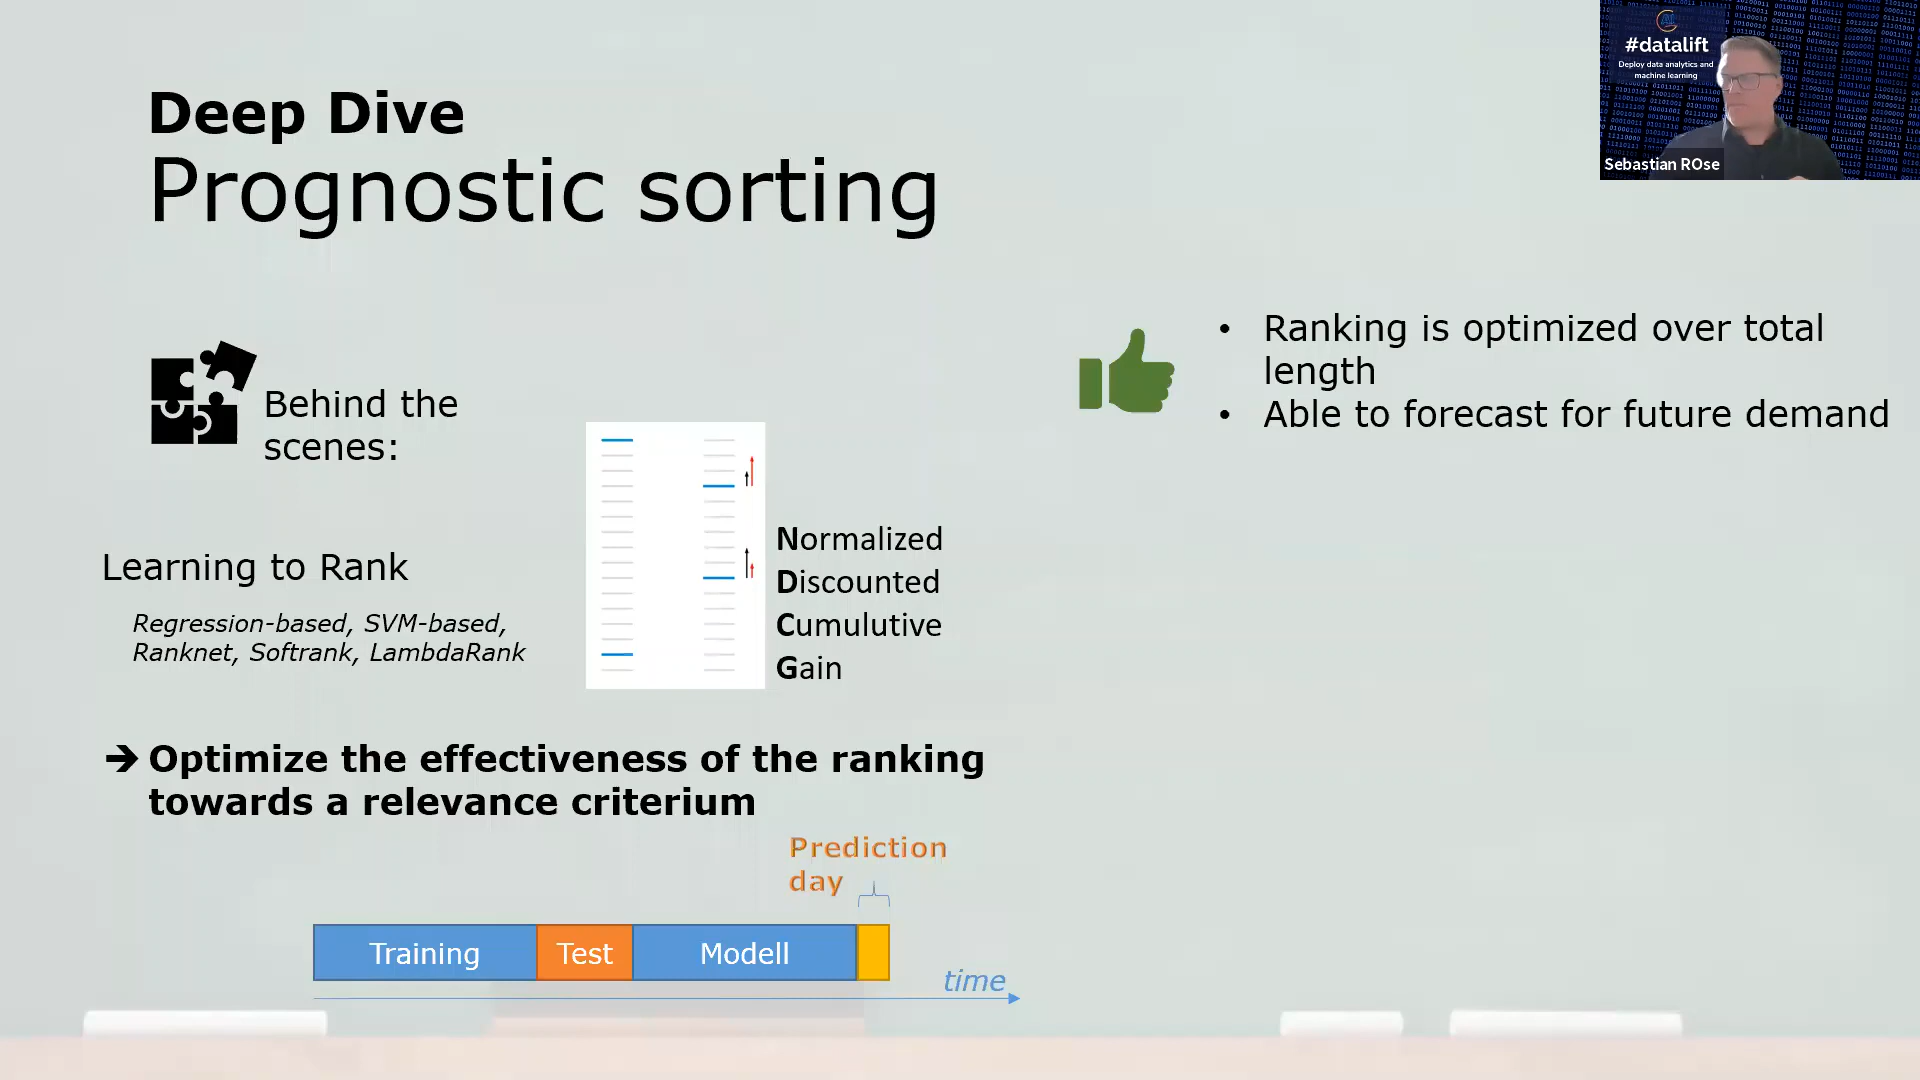 #datalift
Deploy data analytics and
machine learning
Sebastian ROse
Deep Dive
Prognostic sorting
Behind the
scenes:
Learning to Rank
Regression-based, SVM-based,
Ranknet, Softrank, LambdaRank
Normalized
Discounted
Cumulutive
Gain
➔ Optimize the effectiveness of the ranking
towards a relevance criterium
Prediction
day
Training
Test
Modell
time
• Ranking is optimized over total
length
• Able to forecast for future demand